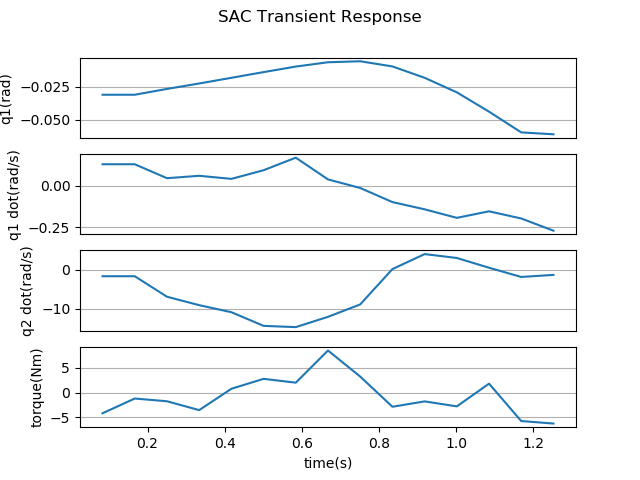 SAC Transient Response
q1(rad)
−0.025
−0.050
q1 dot(rad/s)
0.00
−0.25
q2 dot(rad/s)
0
−10
torque(Nm)
5
0
−5
0.2 0.4 0.6 0.8 1.0 1.2
time(s)